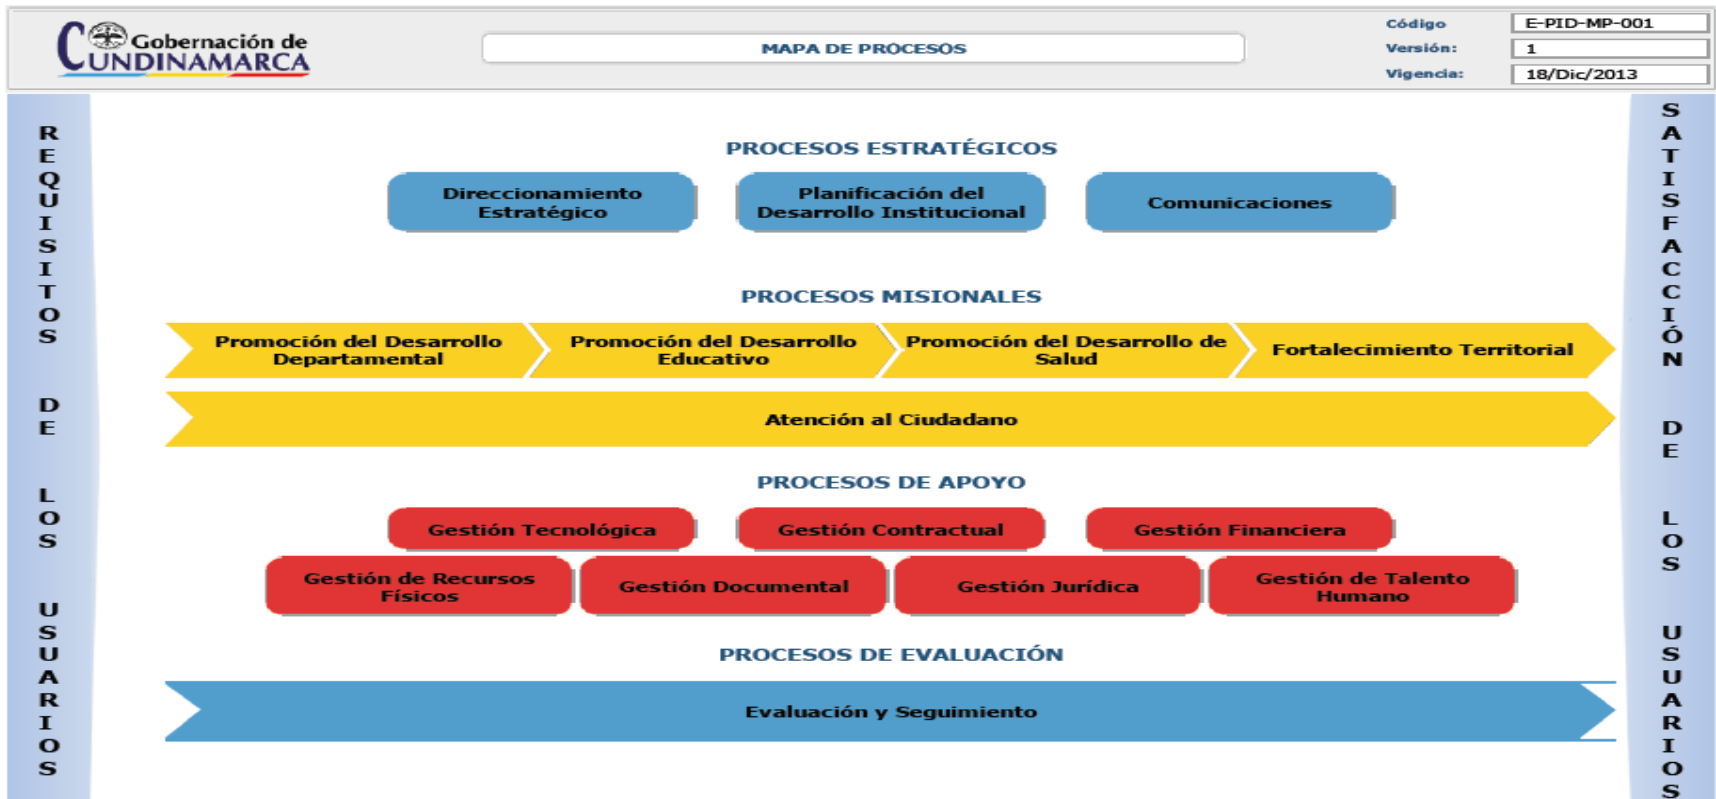 Gobernación de
CUNDINAMARCA
MAPA DE PROCESOS
Código E-PID-MP-001
Versión: 1
Vigencia: 18/Dic/2013
REQUISITOS DE LOS USUARIOS
PROCESOS ESTRATÉGICOS
Direccionamiento
Estratégico
Planificación del
Desarrollo Institucional
Comunicaciones
PROCESOS MISIONALES
Promoción del Desarrollo
Departamental
Promoción del Desarrollo
Educativo
Promoción del Desarrollo de
Salud
Fortalecimiento Territorial
Atención al Ciudadano
PROCESOS DE APOYO
Gestión Tecnológica
Gestión Contractual
Gestión Financiera
Gestión de Recursos
Físicos
Gestión Documental
Gestión Jurídica
Gestión de Talento
Humano
PROCESOS DE EVALUACIÓN
Evaluación y Seguimiento
SATISFACCIÓN DE LOS USUARIOS